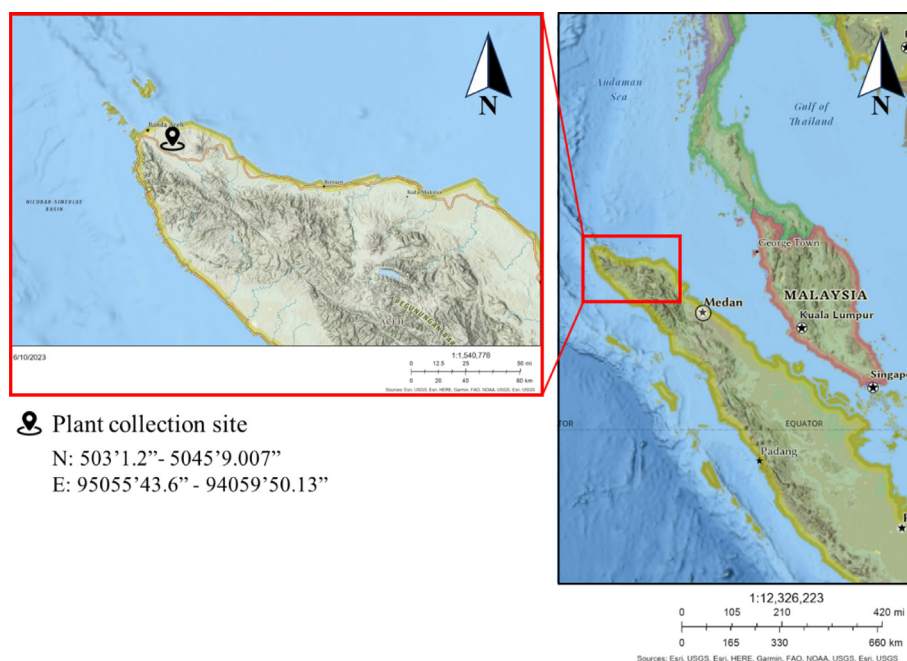 N
Banda Aceh
Bireun
NICOBAR-SIMEULUE
BASIN
ACEH
6/10/2023
1:1,540,778
0 12.5 25 50 mi
0 20 40 80 km
Sources: Esri, USGS, Esri, HERE, Garmin, FAO, NOAA, USGS, Esri, USGS
Plant collection site
N: 503’1.2”- 5045’9.007”
E: 95055’43.6” - 94059’50.13”
N
Andaman
Sea
Gulf of
Thailand
George Town
MALAYSIA
Medan
Kuala Lumpur
Singap
TOR
EQUATOR
Padang
1:12,326,223
0 105 210 420 mi
0 165 330 660 km
Sources: Esri, USGS, Esri, HERE, Garmin, FAO, NOAA, USGS, Esri, USGS